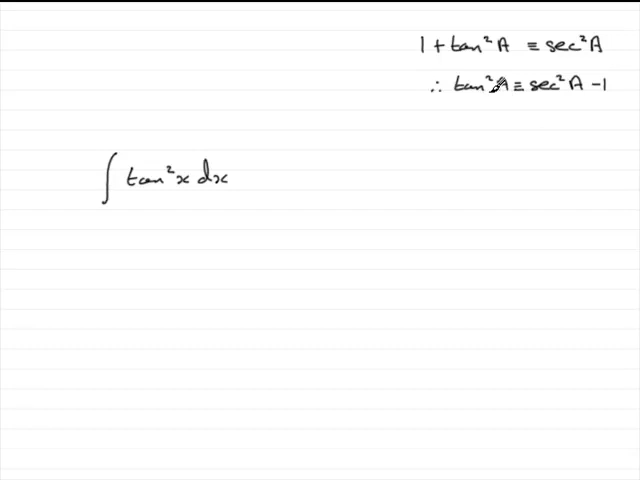 1 + tan²A ≡ sec²A
∴ tan²A ≡ sec²A - 1
∫ tan²x dx